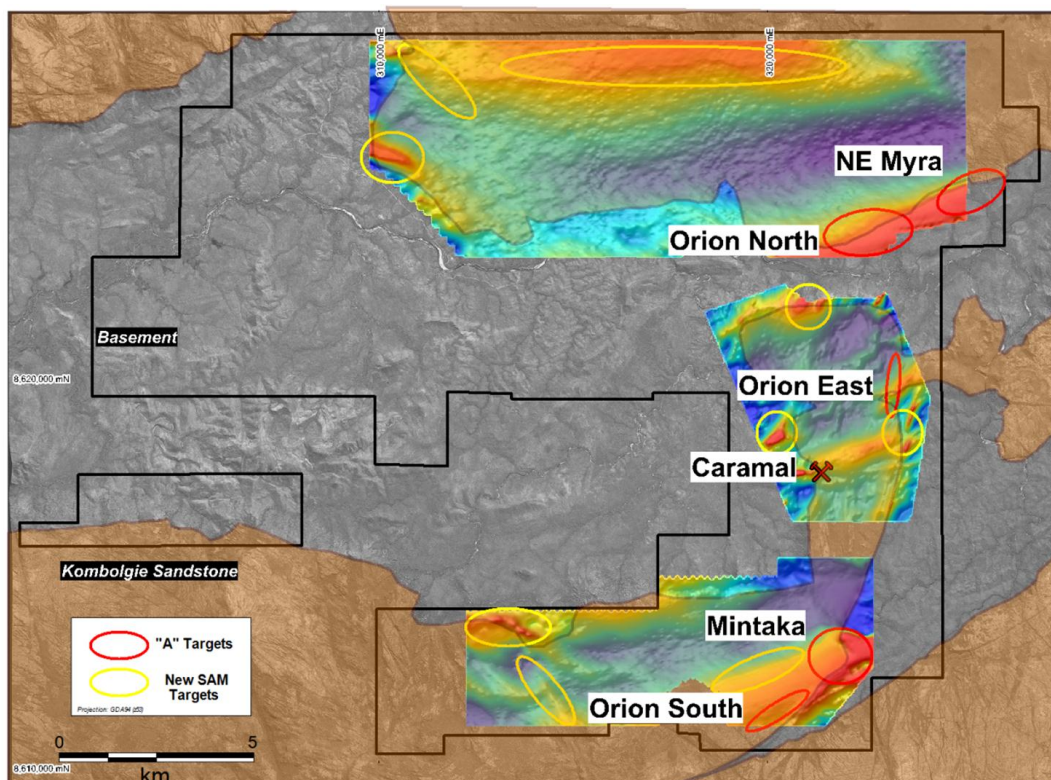 310,000 mE
320,000 mE
NE Myra
Orion North
Basement
8,620,000 mN
Orion East
Caramal
Kombolgie Sandstone
Mintaka
"A" Targets
New SAM
Targets
Orion South
Projection: GDA94 (z53)
0 5
km
8,610,000 mN